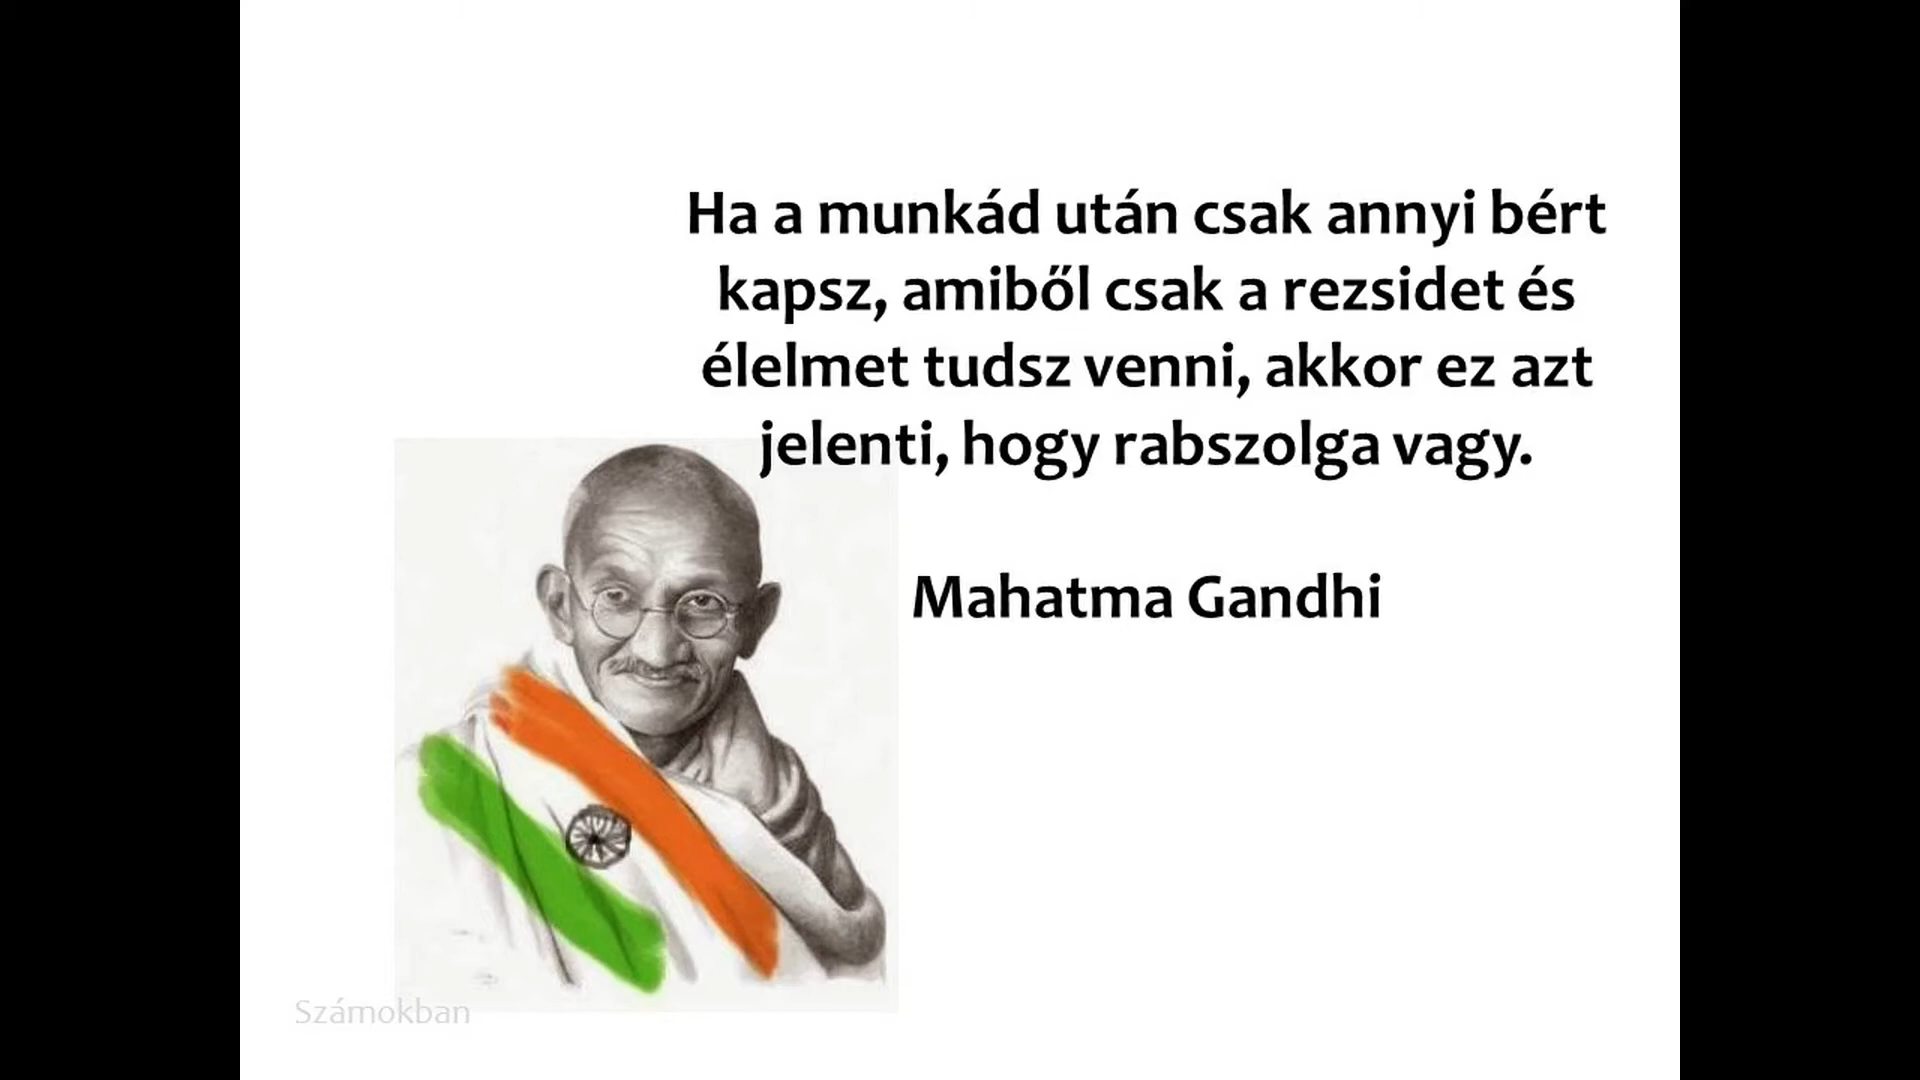 Ha a munkád után csak annyi bért
kapsz, amiből csak a rezsidet és
élelmet tudsz venni, akkor ez azt
jelenti, hogy rabszolga vagy.
Mahatma Gandhi
Számokban